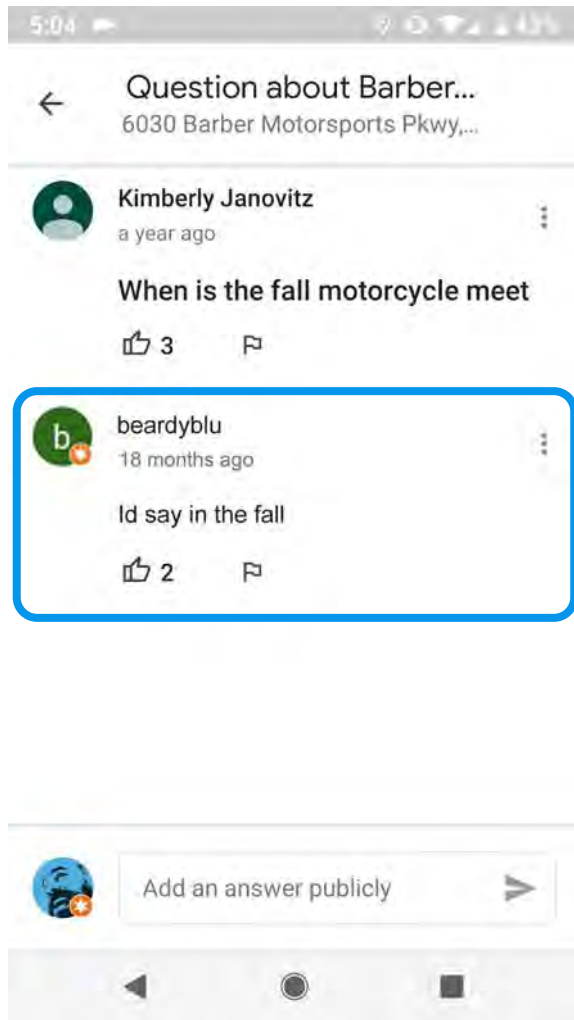 5:04 43%
Question about Barber...
6030 Barber Motorsports Pkwy,...
Kimberly Janovitz
a year ago
When is the fall motorcycle meet
3
b
beardyblu
18 months ago
Id say in the fall
2
Add an answer publicly